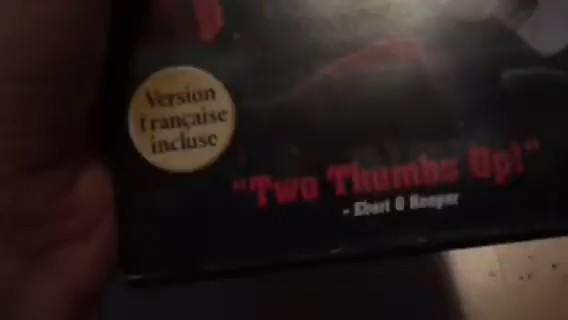 Version
française
incluse
"Two Thumbs Up!"
- Ebert & Roeper